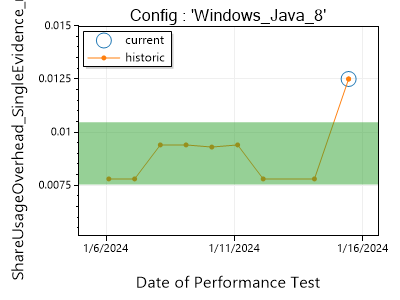 Config : 'Windows_Java_8'
ShareUsageOverhead_SingleEvidence_
0.015
0.0125
0.01
0.0075
current
historic
1/6/2024
1/11/2024
1/16/2024
Date of Performance Test